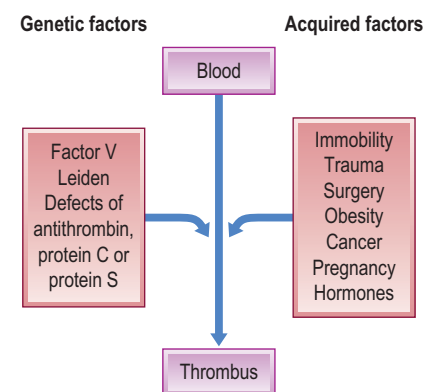 Genetic factors
Acquired factors
Blood
Factor V
Leiden
Defects of
antithrombin,
protein C or
protein S
Immobility
Trauma
Surgery
Obesity
Cancer
Pregnancy
Hormones
Thrombus